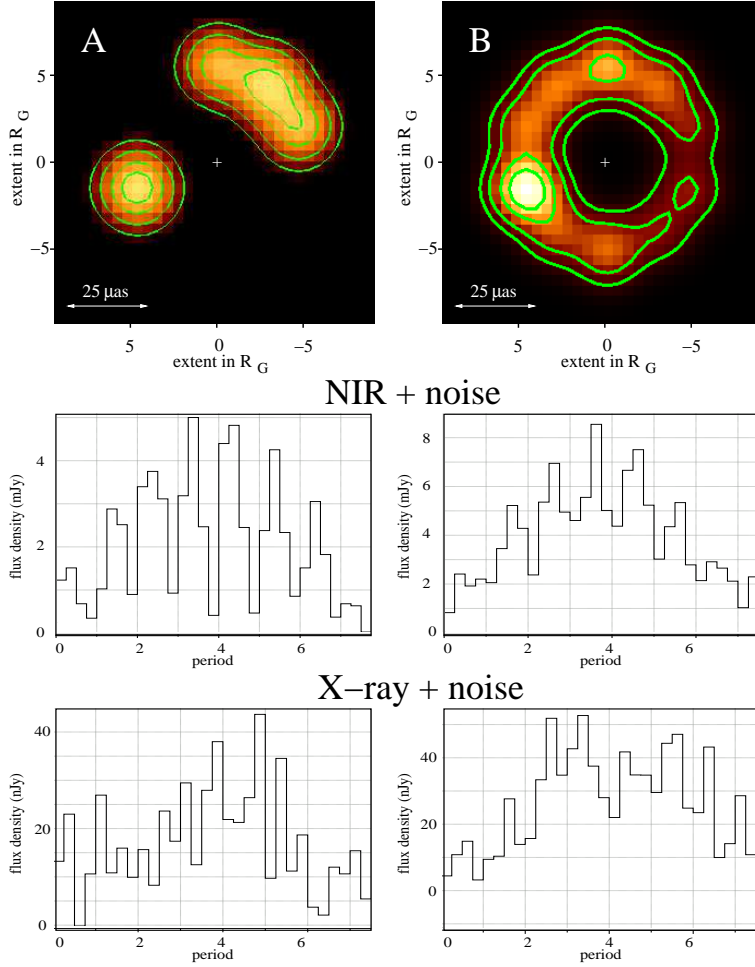 A
B
5
0
−5
extent in R G
25 µas
5
0
−5
extent in R G
5
0
−5
extent in R G
25 µas
5
0
−5
extent in R G
NIR + noise
4
2
0
flux density (mJy)
0
2
4
6
period
8
6
4
2
0
flux density (mJy)
0
2
4
6
period
X−ray + noise
40
20
0
flux density (nJy)
0
2
4
6
period
40
20
0
flux density (nJy)
0
2
4
6
period